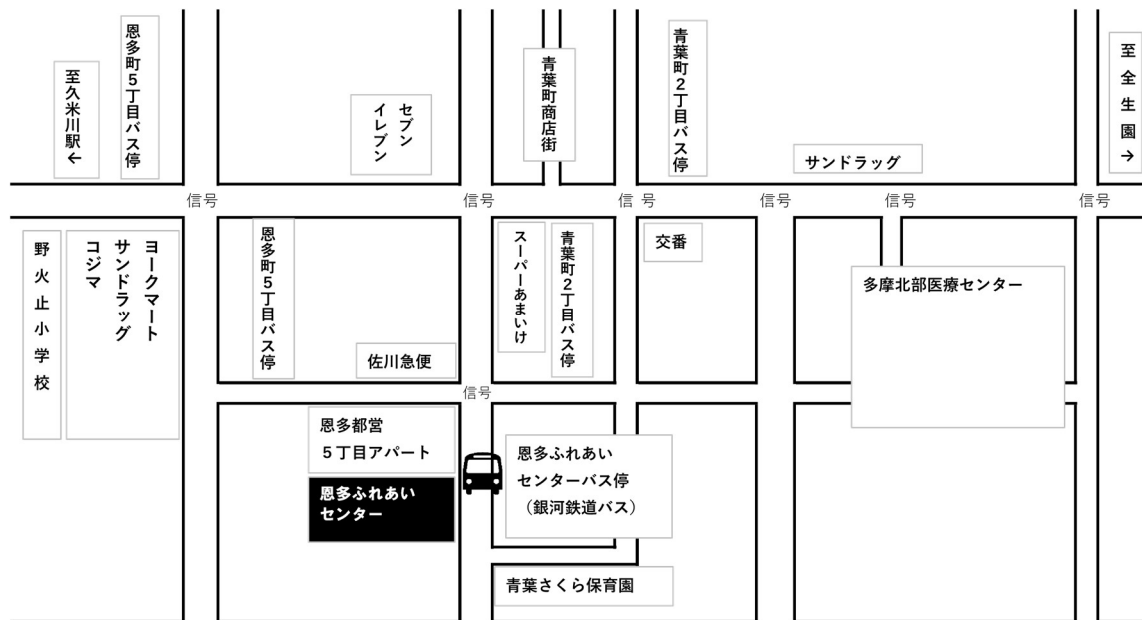 恩多町5丁目バス停
至久米川駅←
セブン
イレブン
青葉町商店街
青葉町2丁目バス停
サンドラッグ
至全生園→
信号
信号
信号
信号
信号
信号
野火止小学校
ヨークマート
サンドラッグ
コジマ
恩多町5丁目バス停
スーパーあまいけ
青葉町2丁目バス停
交番
多摩北部医療センター
佐川急便
信号
恩多都営
5丁目アパート
恩多ふれあい
センター
恩多ふれあい
センターバス停
（銀河鉄道バス）
青葉さくら保育園